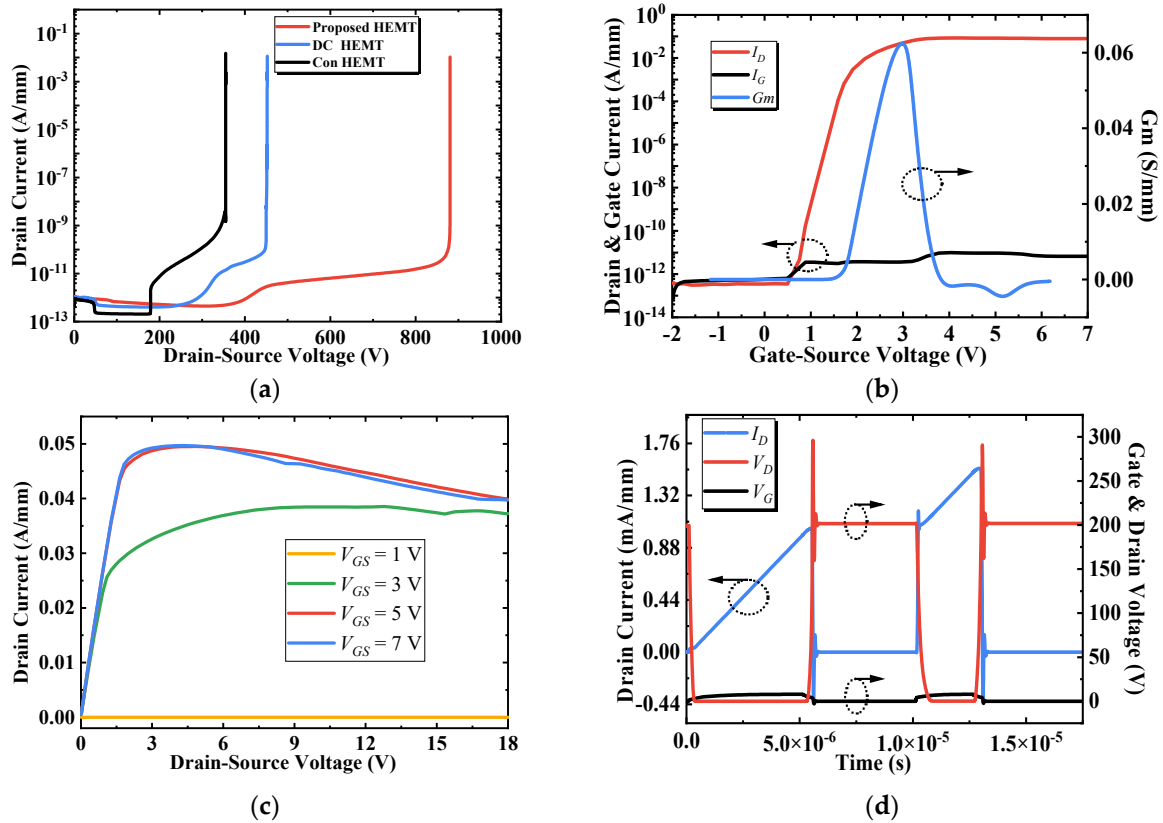 Proposed HEMT
DC HEMT
Con HEMT
10⁻¹
10⁻³
10⁻⁵
10⁻⁷
10⁻⁹
10⁻¹¹
10⁻¹³
Drain Current (A/mm)
0 200 400 600 800 1000
Drain-Source Voltage (V)
(a)
I_D
I_G
Gm
10⁰
10⁻²
10⁻⁴
10⁻⁶
10⁻⁸
10⁻¹⁰
10⁻¹²
10⁻¹⁴
Drain & Gate Current (A/mm)
0.06
0.04
0.02
0.00
Gm (S/mm)
-2 -1 0 1 2 3 4 5 6 7
Gate-Source Voltage (V)
(b)
0.05
0.04
0.03
0.02
0.01
0.00
Drain Current (A/mm)
V_GS = 1 V
V_GS = 3 V
V_GS = 5 V
V_GS = 7 V
0 3 6 9 12 15 18
Drain-Source Voltage (V)
(c)
I_D
V_D
V_G
1.76
1.32
0.88
0.44
0.00
-0.44
Drain Current (mA/mm)
300
250
200
150
100
50
0
Gate & Drain Voltage (V)
0.0 5.0×10⁻⁶ 1.0×10⁻⁵ 1.5×10⁻⁵
Time (s)
(d)